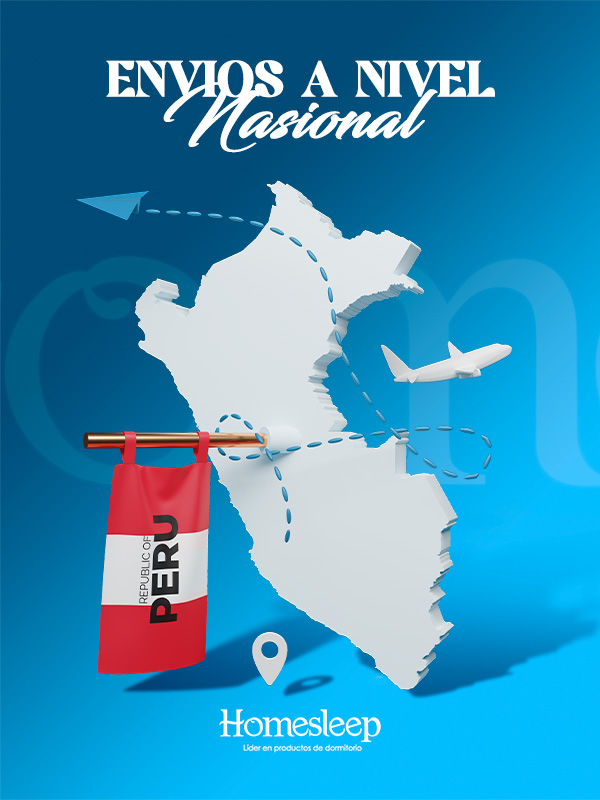 ENVIOS A NIVEL
Nasional
REPUBLIC OF
PERU
Homesleep
Líder en productos de dormitorio